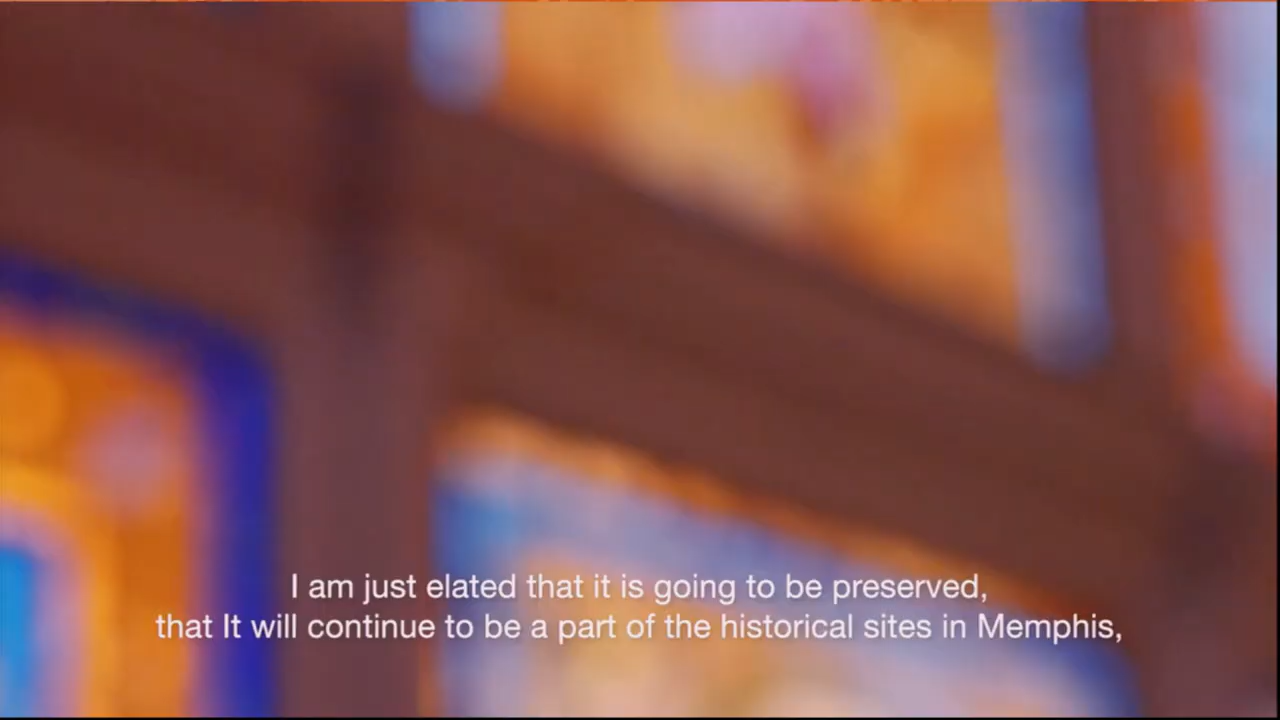 I am just elated that it is going to be preserved,
that It will continue to be a part of the historical sites in Memphis,